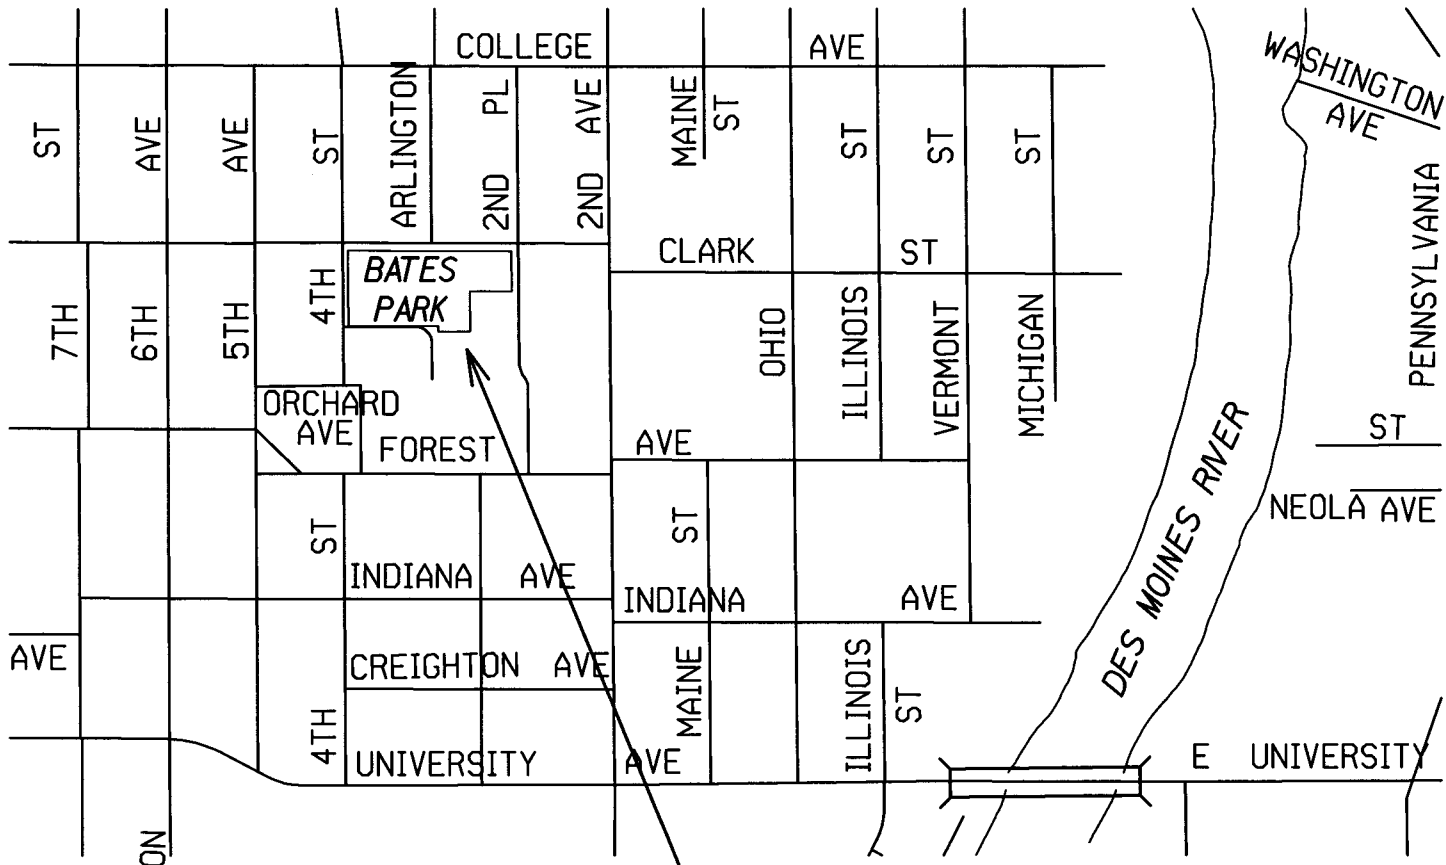 COLLEGE AVE
WASHINGTON
AVE
7TH ST
6TH AVE
5TH AVE
4TH ST
ARLINGTON
2ND PL
2ND AVE
MAINE
ST
OHIO
ILLINOIS ST
VERMONT ST
MICHIGAN ST
PENNSYLVANIA
CLARK ST
BATES
PARK
ORCHARD
AVE
FOREST AVE
ST
NEOLA AVE
DES MOINES RIVER
4TH ST
MAINE ST
INDIANA AVE
INDIANA AVE
AVE
CREIGHTON AVE
ILLINOIS
ST
UNIVERSITY AVE
E UNIVERSITY
ON